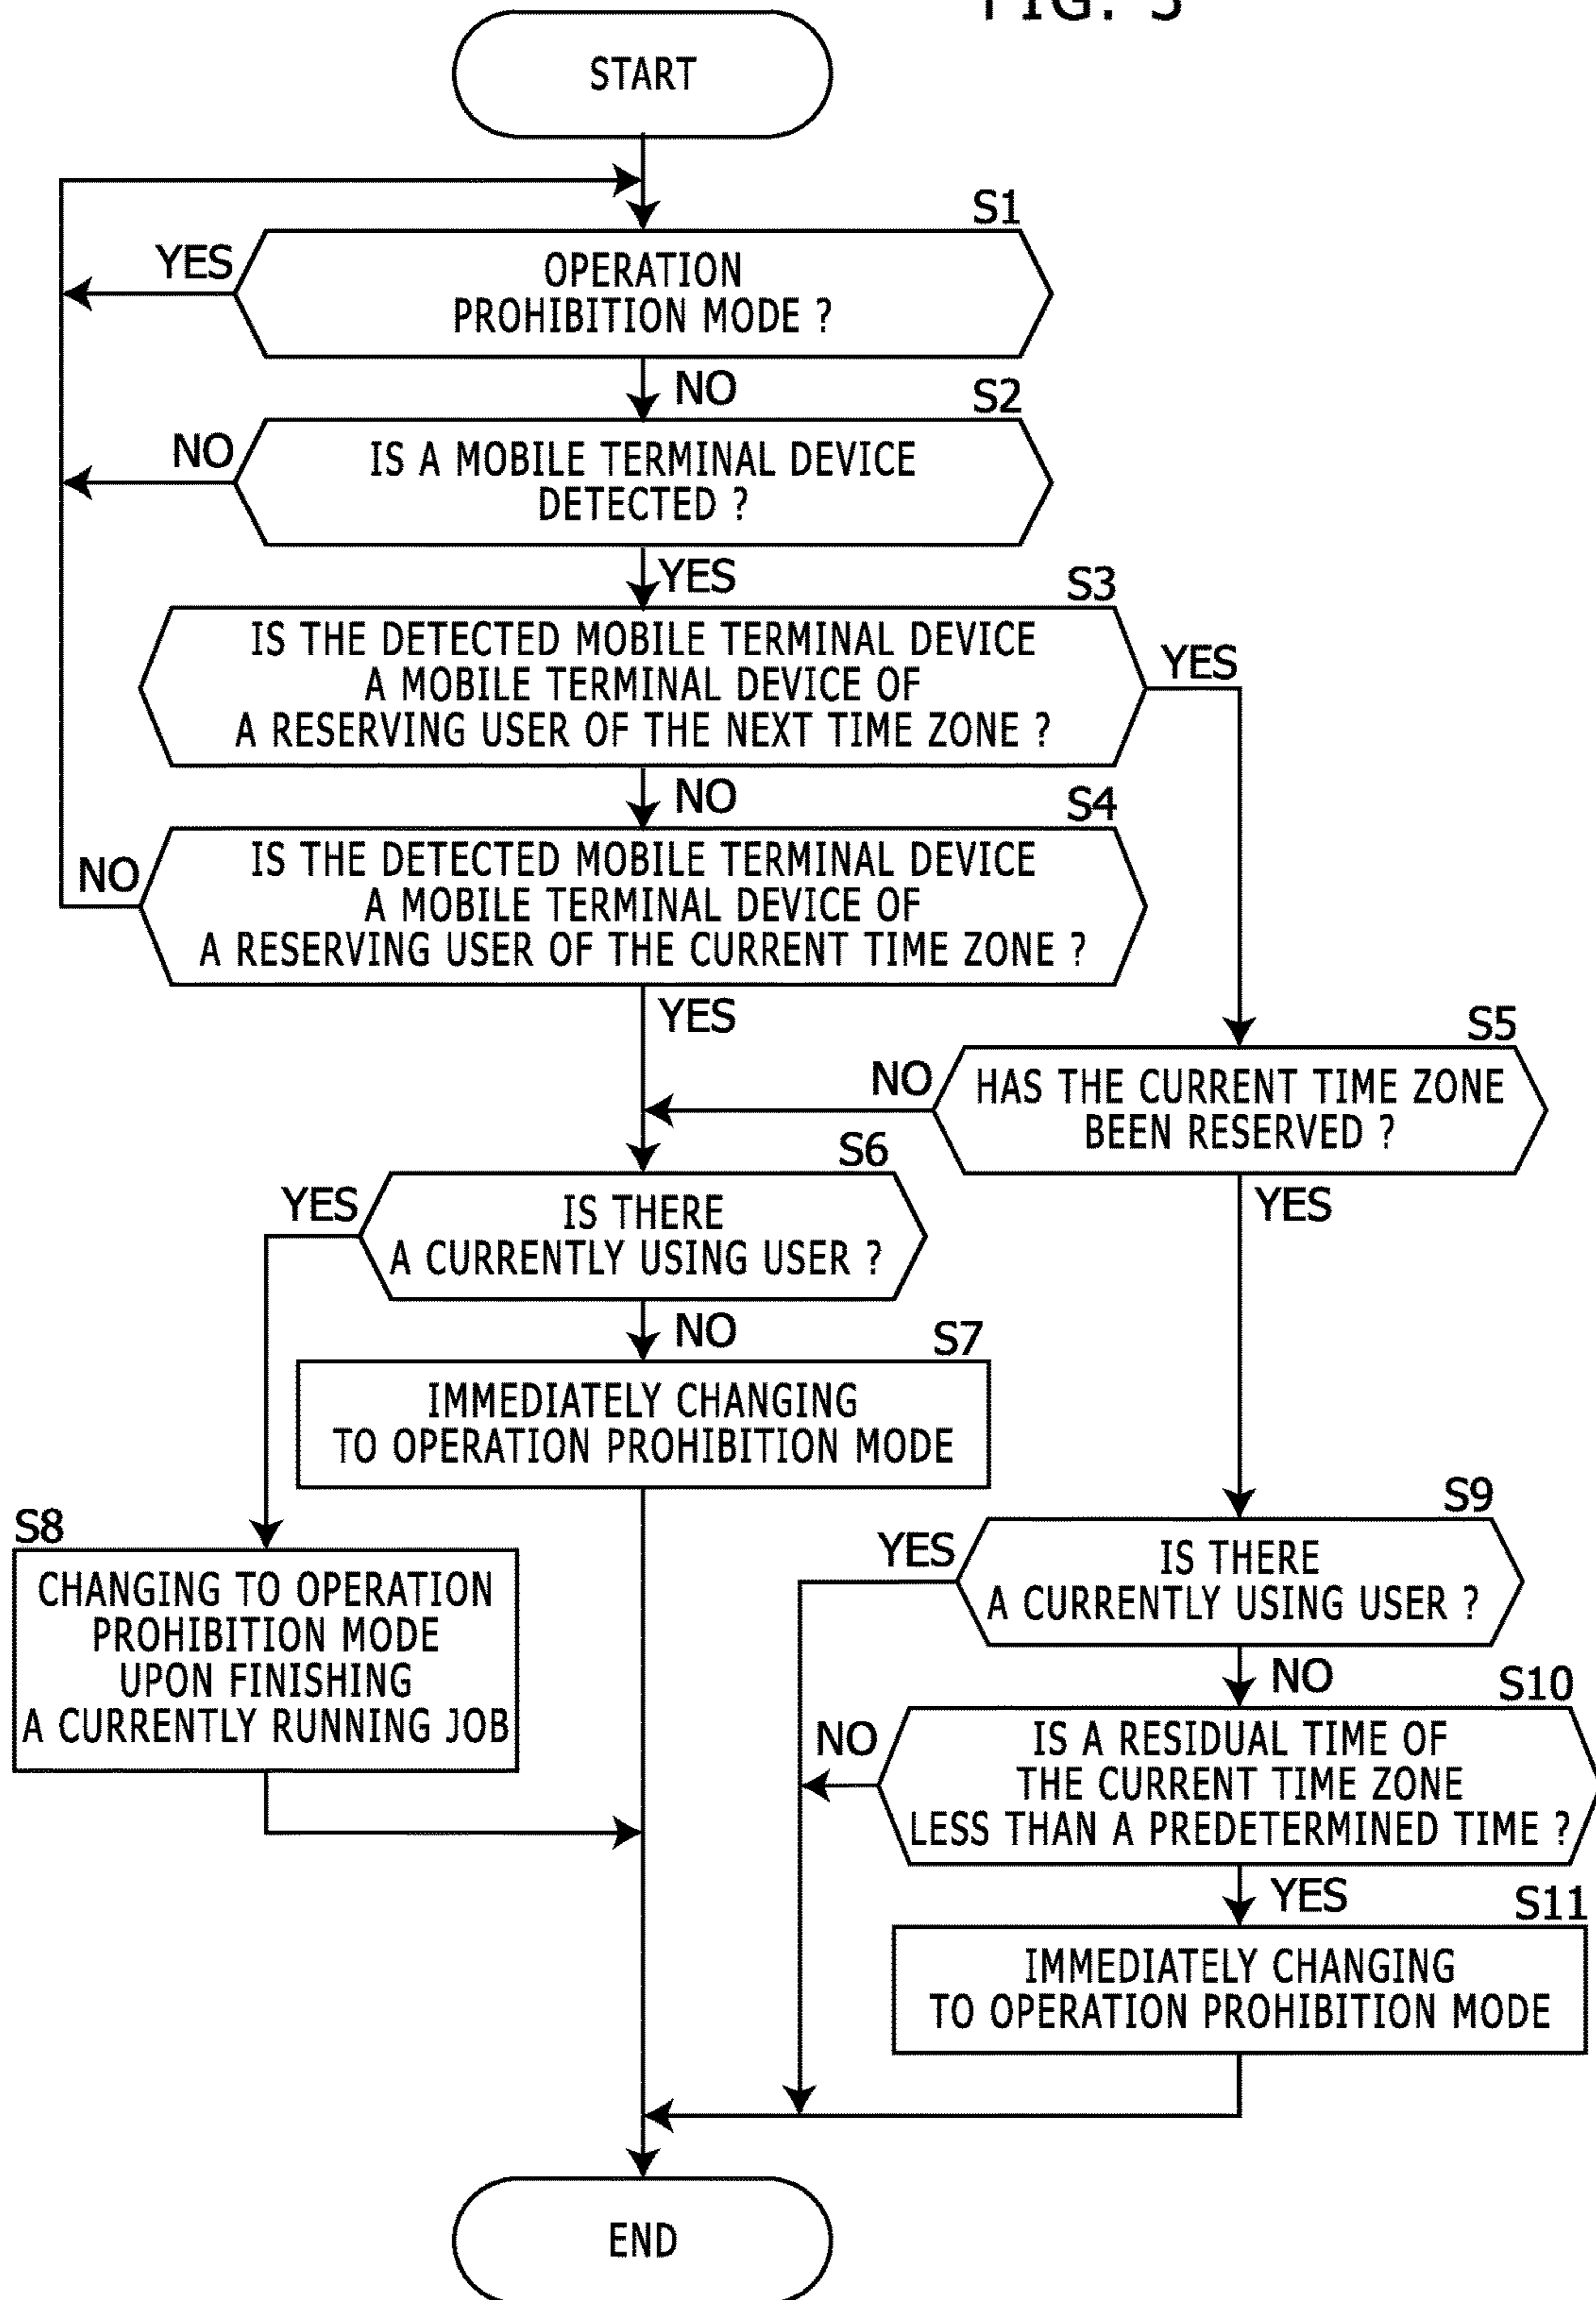 START
S1
YES
OPERATION
PROHIBITION MODE ?
NO
S2
NO
IS A MOBILE TERMINAL DEVICE
DETECTED ?
YES
S3
IS THE DETECTED MOBILE TERMINAL DEVICE
A MOBILE TERMINAL DEVICE OF
A RESERVING USER OF THE NEXT TIME ZONE ?
YES
NO
S4
IS THE DETECTED MOBILE TERMINAL DEVICE
A MOBILE TERMINAL DEVICE OF
A RESERVING USER OF THE CURRENT TIME ZONE ?
NO
YES
S5
NO
HAS THE CURRENT TIME ZONE
BEEN RESERVED ?
YES
S6
YES
IS THERE
A CURRENTLY USING USER ?
NO
S7
IMMEDIATELY CHANGING
TO OPERATION PROHIBITION MODE
S8
CHANGING TO OPERATION
PROHIBITION MODE
UPON FINISHING
A CURRENTLY RUNNING JOB
S9
YES
IS THERE
A CURRENTLY USING USER ?
NO
S10
NO
IS A RESIDUAL TIME OF
THE CURRENT TIME ZONE
LESS THAN A PREDETERMINED TIME ?
YES
S11
IMMEDIATELY CHANGING
TO OPERATION PROHIBITION MODE
END